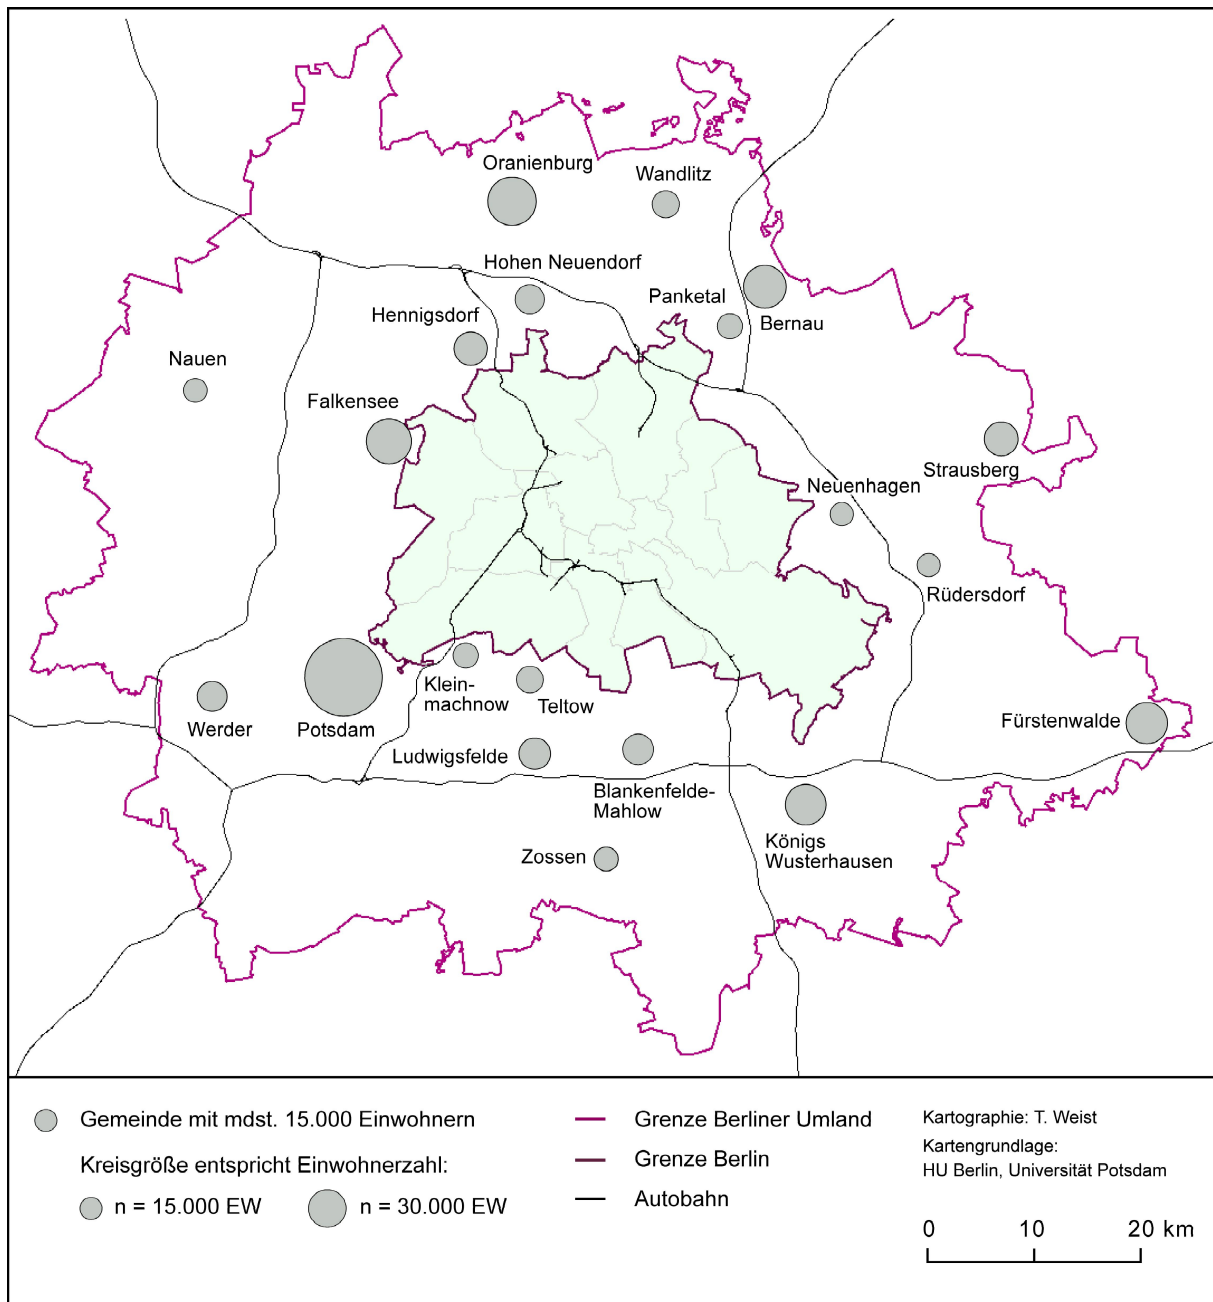 Oranienburg
Wandlitz
Hohen Neuendorf
Panketal
Hennigsdorf
Bernau
Nauen
Falkensee
Strausberg
Neuenhagen
Rüdersdorf
Klein-
machnow
Teltow
Werder
Potsdam
Fürstenwalde
Ludwigsfelde
Blankenfelde-
Mahlow
Königs
Wusterhausen
Zossen
Gemeinde mit mdst. 15.000 Einwohnern
Kreisgröße entspricht Einwohnerzahl:
n = 15.000 EW
n = 30.000 EW
Grenze Berliner Umland
Grenze Berlin
Autobahn
Kartographie: T. Weist
Kartengrundlage:
HU Berlin, Universität Potsdam
0 10 20 km